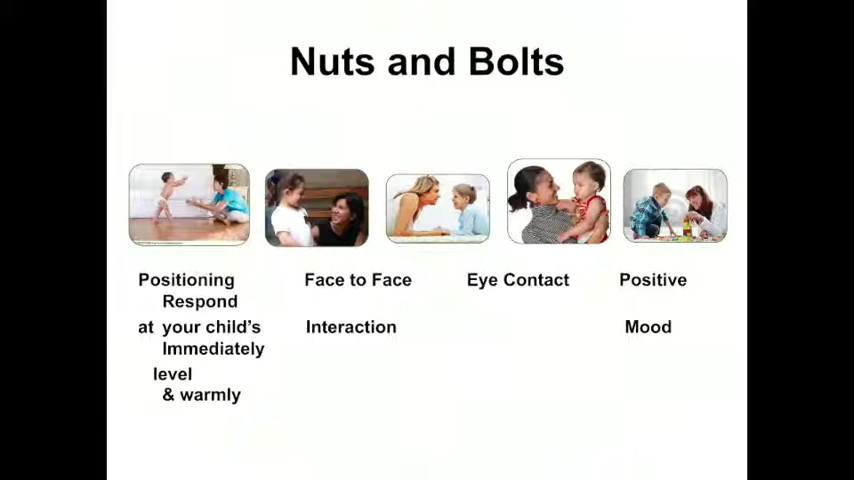 Nuts and Bolts
Positioning Face to Face Eye Contact Positive
Respond
at your child's Interaction Mood
Immediately
level
& warmly